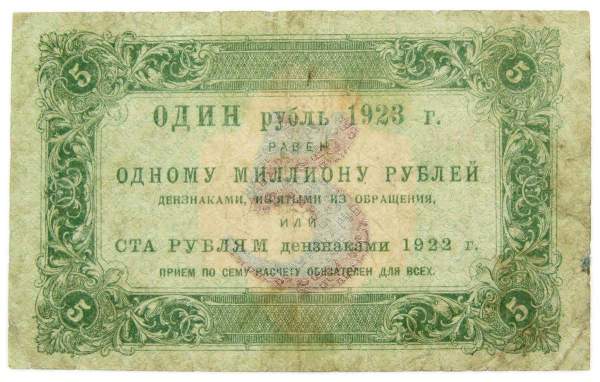 5 5
ОДИН рубль 1923 г.
РАВЕН
ОДНОМУ МИЛЛИОНУ РУБЛЕЙ
ДЕНЗНАКАМИ, ИЗЪЯТЫМИ ИЗ ОБРАЩЕНИЯ,
ИЛИ
5
СТА РУБЛЯМ дензнаками 1922 г.
ПРИЕМ ПО СЕМУ РАСЧЕТУ ОБЯЗАТЕЛЕН ДЛЯ ВСЕХ.
5 5